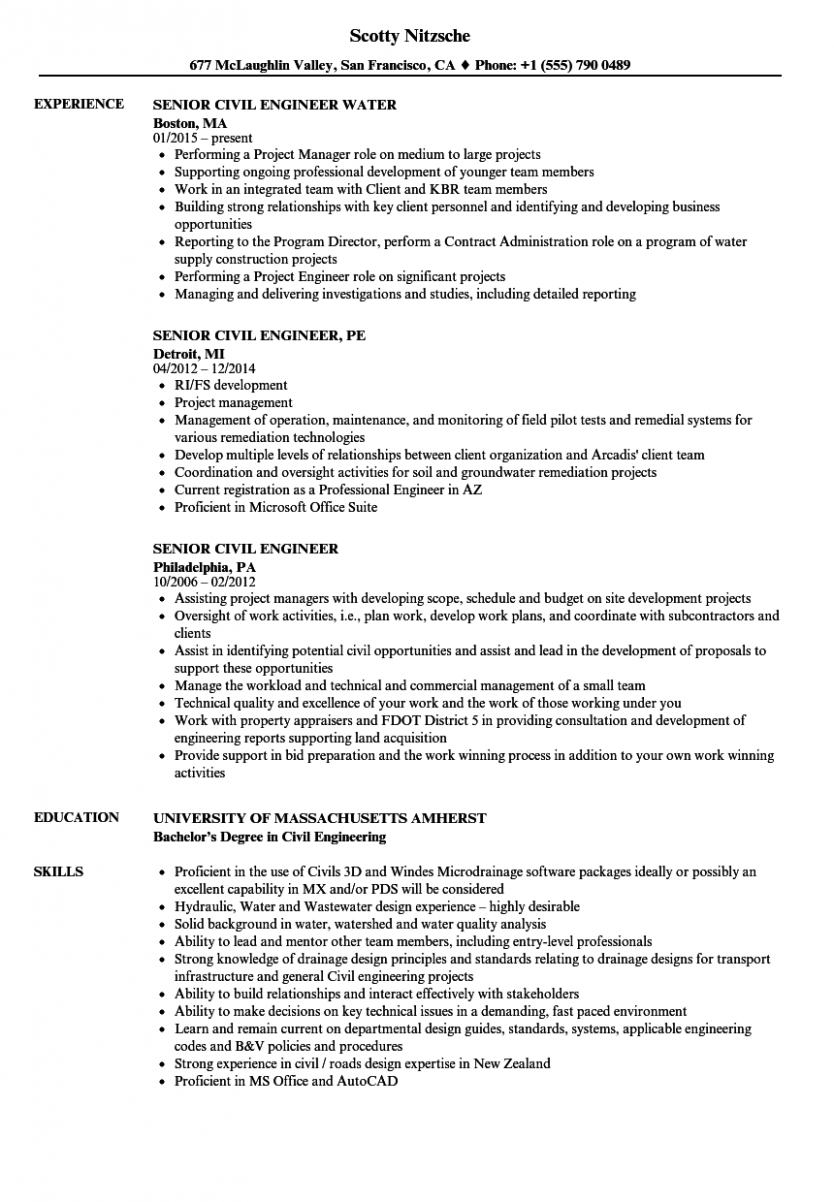 Scotty Nitzsche
677 McLaughlin Valley, San Francisco, CA ♦ Phone: +1 (555) 790 0489
EXPERIENCE
SENIOR CIVIL ENGINEER WATER
Boston, MA
01/2015 – present
• Performing a Project Manager role on medium to large projects
• Supporting ongoing professional development of younger team members
• Work in an integrated team with Client and KBR team members
• Building strong relationships with key client personnel and identifying and developing business
opportunities
• Reporting to the Program Director, perform a Contract Administration role on a program of water
supply construction projects
• Performing a Project Engineer role on significant projects
• Managing and delivering investigations and studies, including detailed reporting
SENIOR CIVIL ENGINEER, PE
Detroit, MI
04/2012 – 12/2014
• RI/FS development
• Project management
• Management of operation, maintenance, and monitoring of field pilot tests and remedial systems for
various remediation technologies
• Develop multiple levels of relationships between client organization and Arcadis' client team
• Coordination and oversight activities for soil and groundwater remediation projects
• Current registration as a Professional Engineer in AZ
• Proficient in Microsoft Office Suite
SENIOR CIVIL ENGINEER
Philadelphia, PA
10/2006 – 02/2012
• Assisting project managers with developing scope, schedule and budget on site development projects
• Oversight of work activities, i.e., plan work, develop work plans, and coordinate with subcontractors and
clients
• Assist in identifying potential civil opportunities and assist and lead in the development of proposals to
support these opportunities
• Manage the workload and technical and commercial management of a small team
• Technical quality and excellence of your work and the work of those working under you
• Work with property appraisers and FDOT District 5 in providing consultation and development of
engineering reports supporting land acquisition
• Provide support in bid preparation and the work winning process in addition to your own work winning
activities
EDUCATION
UNIVERSITY OF MASSACHUSETTS AMHERST
Bachelor's Degree in Civil Engineering
SKILLS
• Proficient in the use of Civils 3D and Windes Microdrainage software packages ideally or possibly an
excellent capability in MX and/or PDS will be considered
• Hydraulic, Water and Wastewater design experience – highly desirable
• Solid background in water, watershed and water quality analysis
• Ability to lead and mentor other team members, including entry-level professionals
• Strong knowledge of drainage design principles and standards relating to drainage designs for transport
infrastructure and general Civil engineering projects
• Ability to build relationships and interact effectively with stakeholders
• Ability to make decisions on key technical issues in a demanding, fast paced environment
• Learn and remain current on departmental design guides, standards, systems, applicable engineering
codes and B&V policies and procedures
• Strong experience in civil / roads design expertise in New Zealand
• Proficient in MS Office and AutoCAD